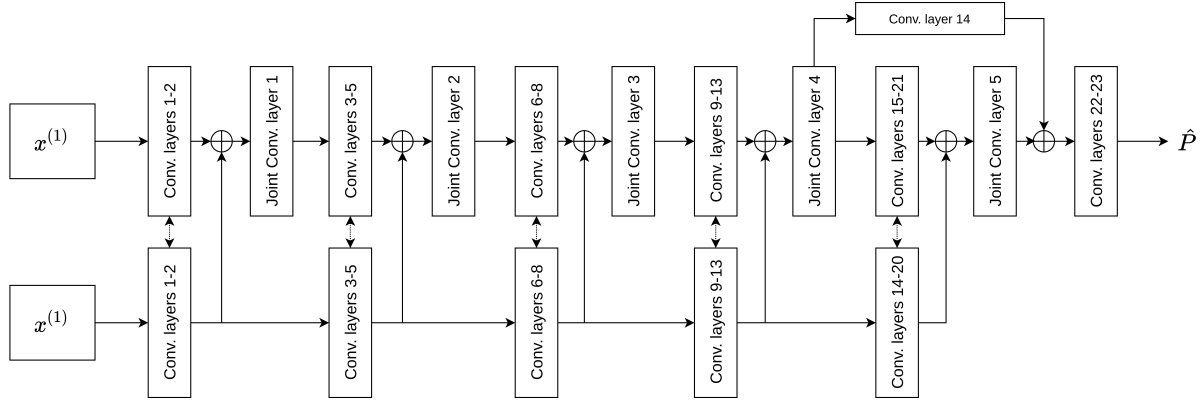 Conv. layer 14
x^{(1)}
Conv. layers 1-2
Joint Conv. layer 1
Conv. layers 3-5
Joint Conv. layer 2
Conv. layers 6-8
Joint Conv. layer 3
Conv. layers 9-13
Joint Conv. layer 4
Conv. layers 15-21
Joint Conv. layer 5
Conv. layers 22-23
\hat{P}
x^{(1)}
Conv. layers 1-2
Conv. layers 3-5
Conv. layers 6-8
Conv. layers 9-13
Conv. layers 14-20